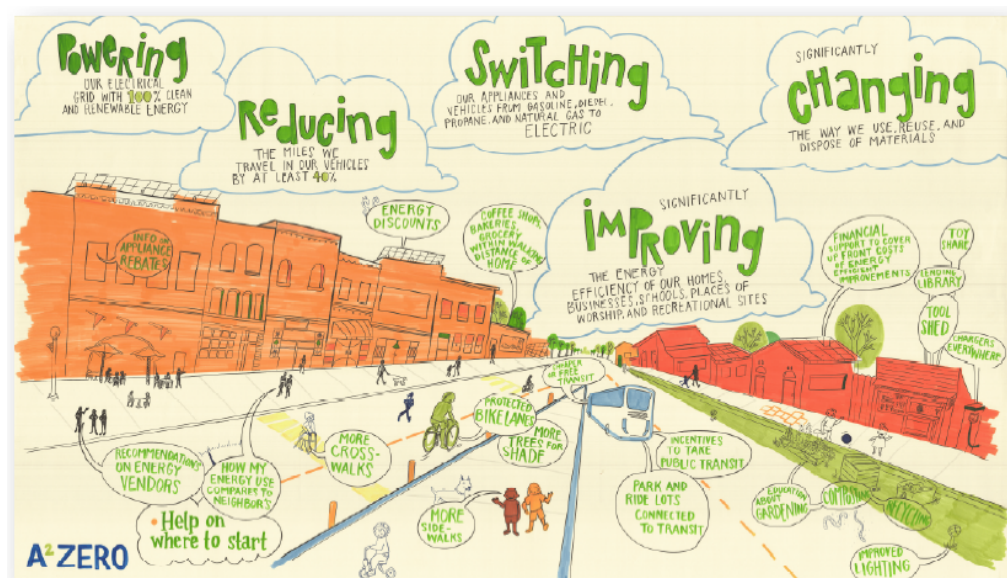 POWERiNG
OUR ELECTRICAL
GRID WITH 100% CLEAN
AND RENEWABLE ENERGY
REDUCiNG
THE MILES WE
TRAVEL IN OUR VEHICLES
BY AT LEAST 40%
SWiTCHiNG
OUR APPLIANCES AND
VEHICLES FROM GASOLINE, DIESEL,
PROPANE, AND NATURAL GAS TO
ELECTRIC
SIGNIFICANTLY
CHANGiNG
THE WAY WE USE, REUSE, AND
DISPOSE OF MATERIALS
SIGNIFICANTLY
iMPROViNG
THE ENERGY
EFFICIENCY OF OUR HOMES,
BUSINESSES, SCHOOLS, PLACES OF
WORSHIP, AND RECREATIONAL SITES
INFO ON
APPLIANCE
REBATES
ENERGY
DISCOUNTS
COFFEE SHOPS,
BAKERIES,
GROCERY
WITHIN WALKING
DISTANCE OF
HOME
FINANCIAL
SUPPORT TO COVER
UP FRONT COSTS
OF ENERGY
EFFICIENT
IMPROVEMENTS
TOY
SHARE
LENDING
LIBRARY
TOOL
SHED
CHARGERS
EVERYWHERE
OR FREE
TRANSIT
PROTECTED
BIKE LANES
MORE
TREES FOR
SHADE
MORE
CROSS-
WALKS
RECOMMENDATIONS
ON ENERGY
VENDORS
HOW MY
ENERGY USE
COMPARES TO
NEIGHBOR'S
• Help on
where to start
MORE
SIDE-
WALKS
INCENTIVES
TO TAKE
PUBLIC TRANSIT
PARK AND
RIDE LOTS
CONNECTED
TO TRANSIT
EDUCATION
ABOUT
GARDENING
COMPOSTING
RECYCLING
IMPROVED
LIGHTING
A² ZERO